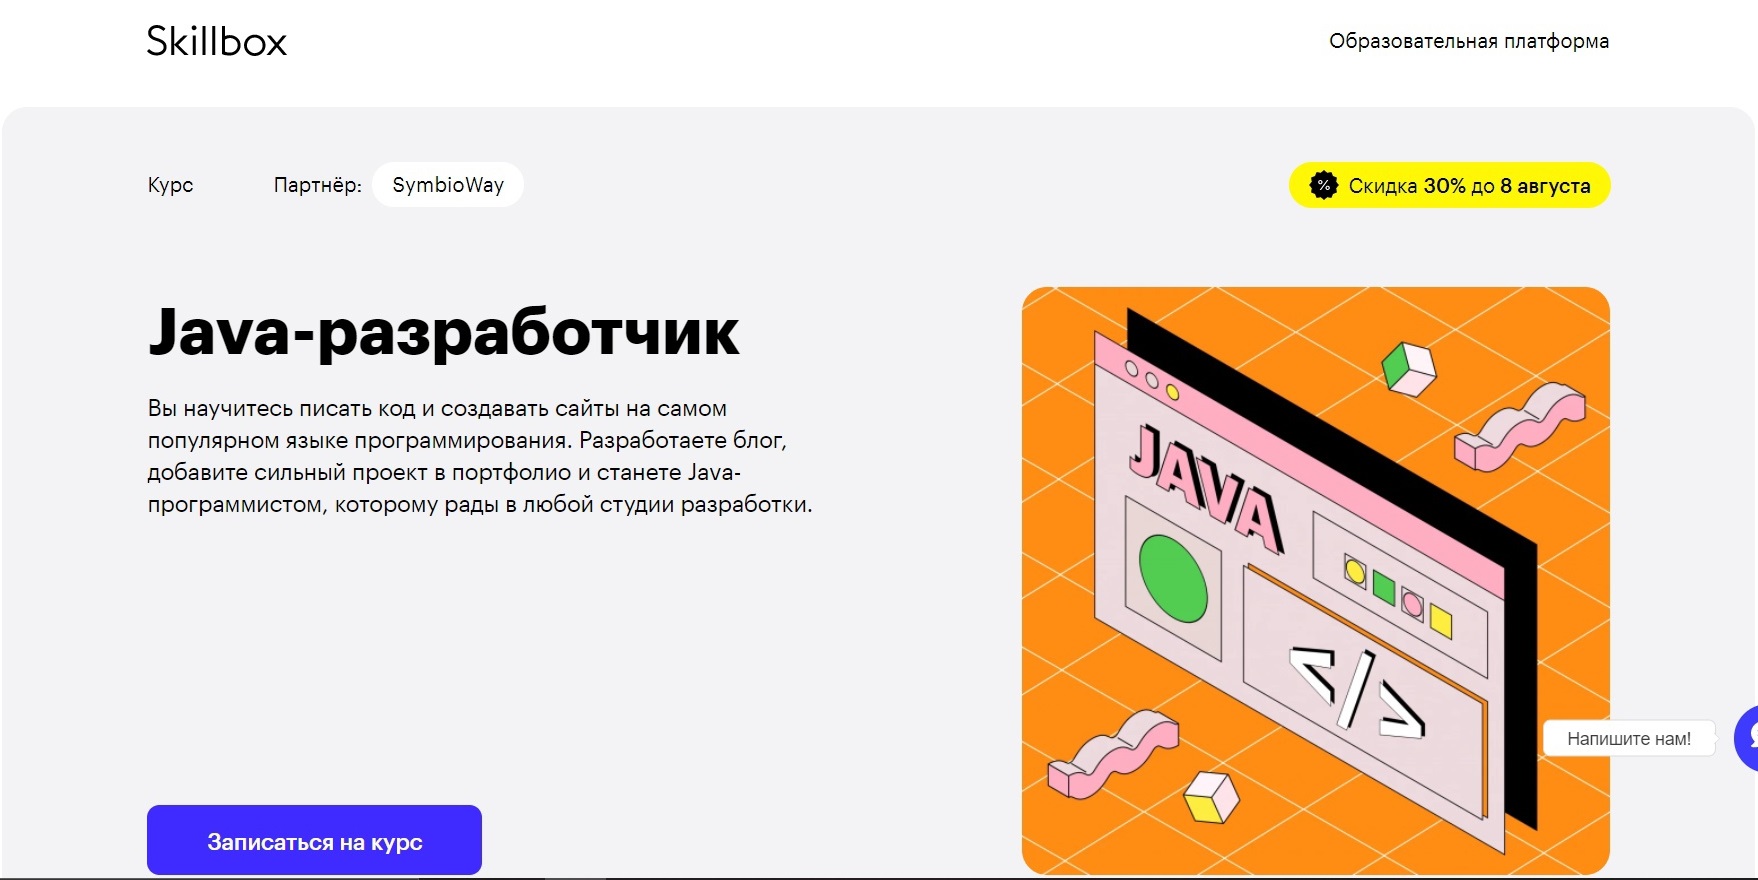 Skillbox
Образовательная платформа
Курс
Партнёр: SymbioWay
% Скидка 30% до 8 августа
Java-разработчик
Вы научитесь писать код и создавать сайты на самом
популярном языке программирования. Разработаете блог,
добавите сильный проект в портфолио и станете Java-
программистом, которому рады в любой студии разработки.
JAVA
</>
Напишите нам!
Записаться на курс